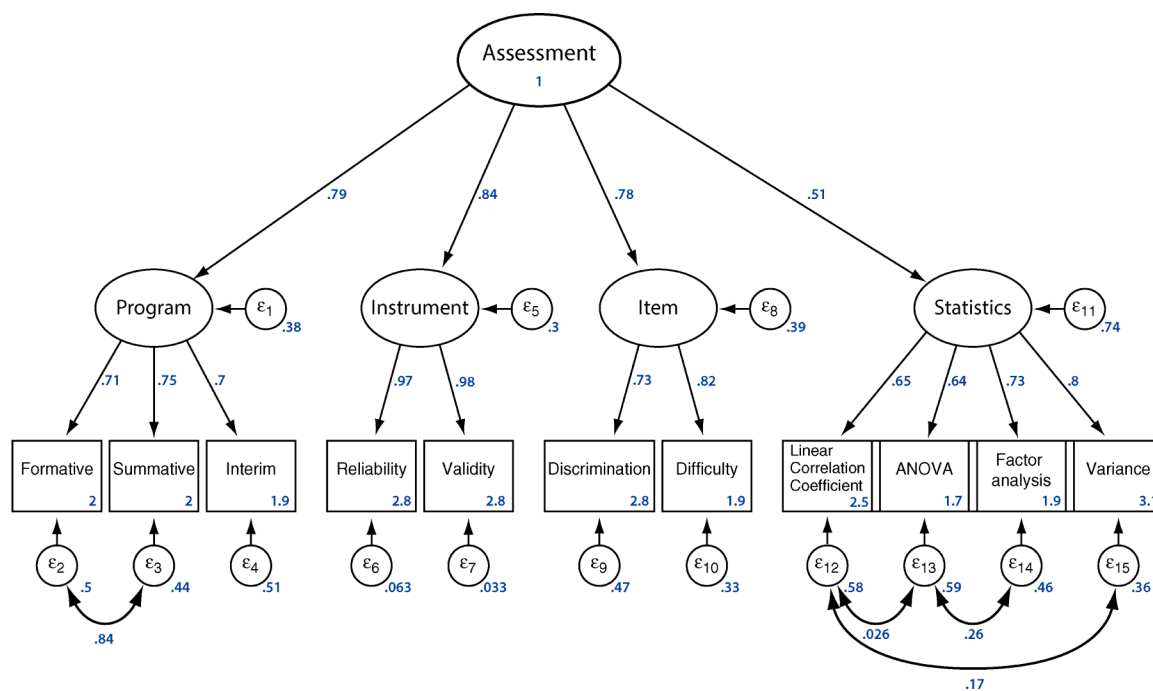 Assessment
1
.79
.84
.78
.51
Program
ε1
.38
Instrument
ε5
.3
Item
ε8
.39
Statistics
ε11
.74
.71
.75
.7
.97
.98
.73
.82
.65
.64
.73
.8
Formative
2
Summative
2
Interim
1.9
Reliability
2.8
Validity
2.8
Discrimination
2.8
Difficulty
1.9
Linear
Correlation
Coefficient
2.5
ANOVA
1.7
Factor
analysis
1.9
Variance
ε2
.5
ε3
.44
ε4
.51
ε6
.063
ε7
.033
ε9
.47
ε10
.33
ε12
.58
ε13
.59
ε14
.46
ε15
.36
.84
.026
.26
.17